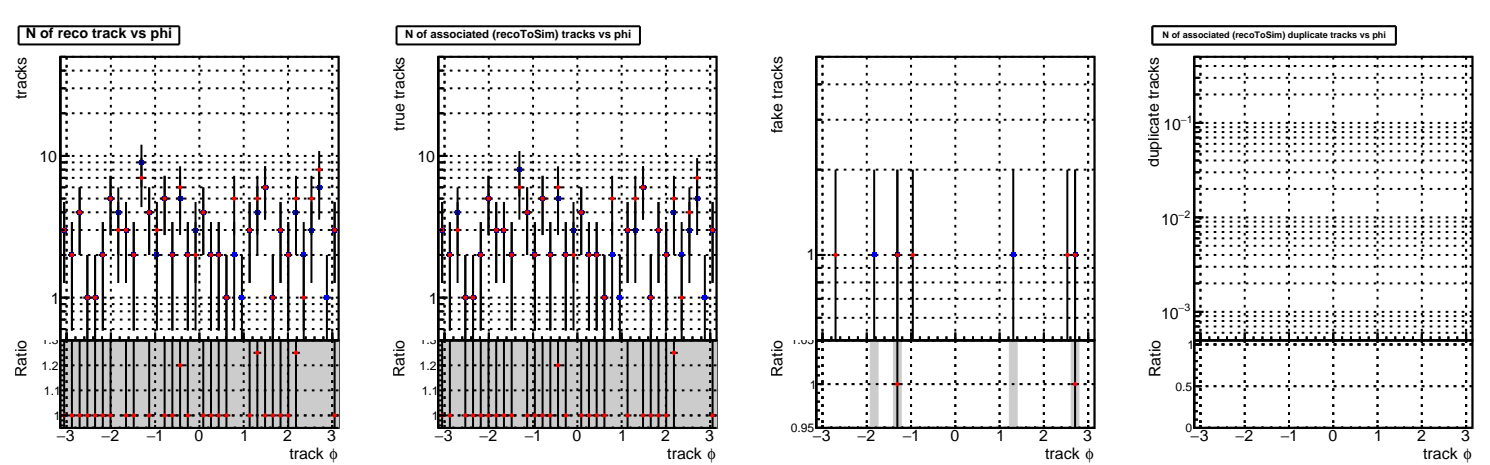 N of reco track vs phi
tracks
10
1
Ratio
1.3
1.2
1.1
1
−3 −2 −1 0 1 2 3
track ϕ
N of associated (recoToSim) tracks vs phi
true tracks
10
1
Ratio
1.3
1.2
1.1
1
−3 −2 −1 0 1 2 3
track ϕ
fake tracks
1
Ratio
1.05
1
0.95
−3 −2 −1 0 1 2 3
track ϕ
N of associated (recoToSim) duplicate tracks vs phi
duplicate tracks
10−1
10−2
10−3
Ratio
1
0.5
0
−3 −2 −1 0 1 2 3
track ϕ